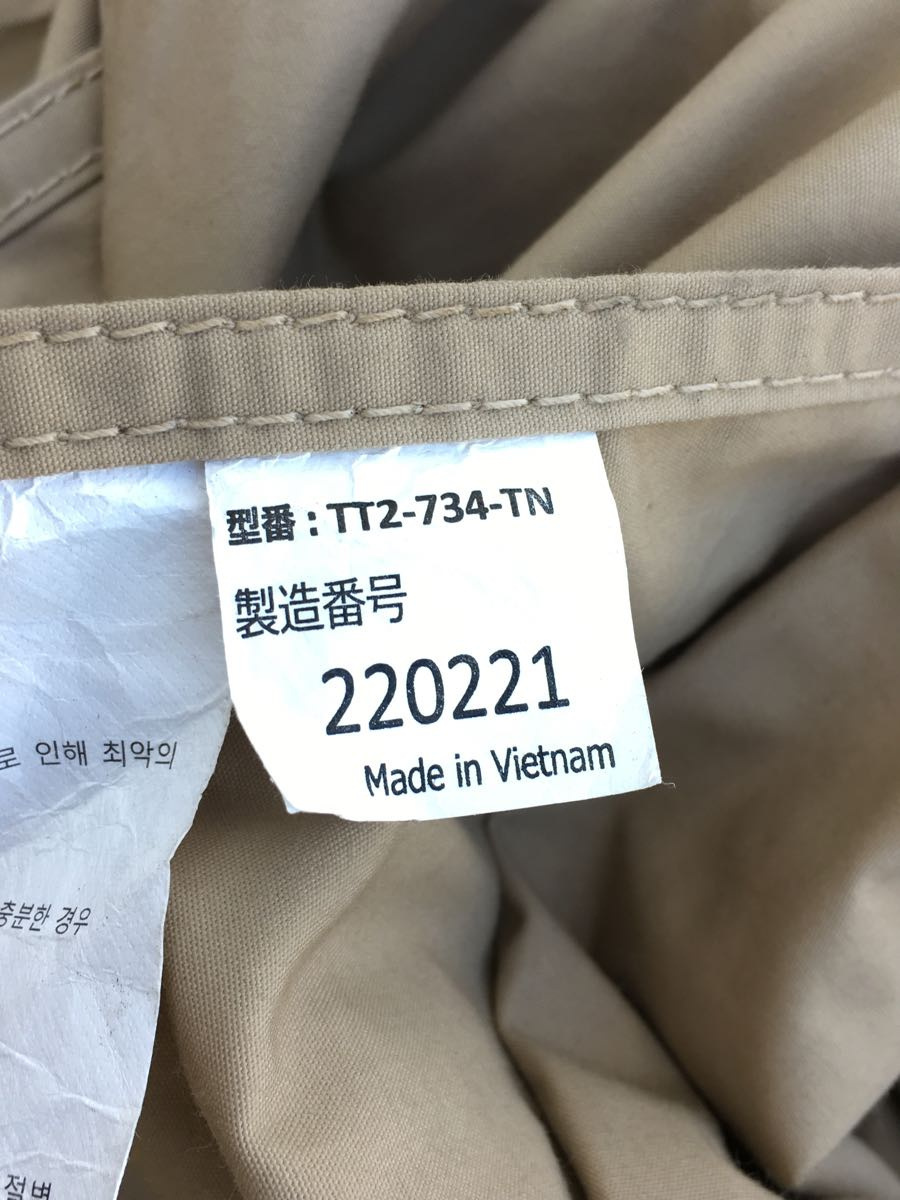 型番 : TT2-734-TN
製造番号
220221
Made in Vietnam
로 인해 최악의
충분한 경우